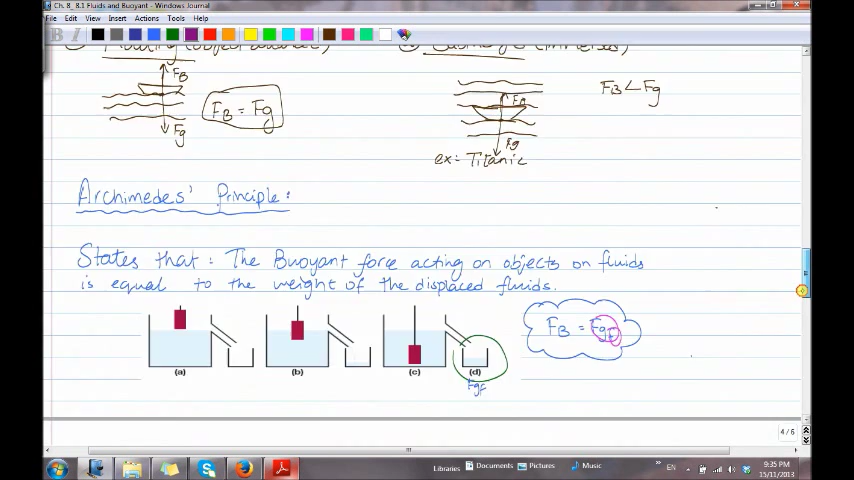 Ch. 8_ 8.1 Fluids and Buoyant - Windows Journal
File Edit View Insert Actions Tools Help
B I
FB
FB = Fg
Fg
FB
FB < Fg
Fg
ex: Titanic
Archimedes' Principle:
States that: The Buoyant force acting on objects on fluids
is equal to the weight of the displaced fluids.
FB = Fgf
(a) (b) (c) (d)
Fgf
4 / 6
Libraries Documents Pictures Music » EN 9:35 PM
15/11/2013